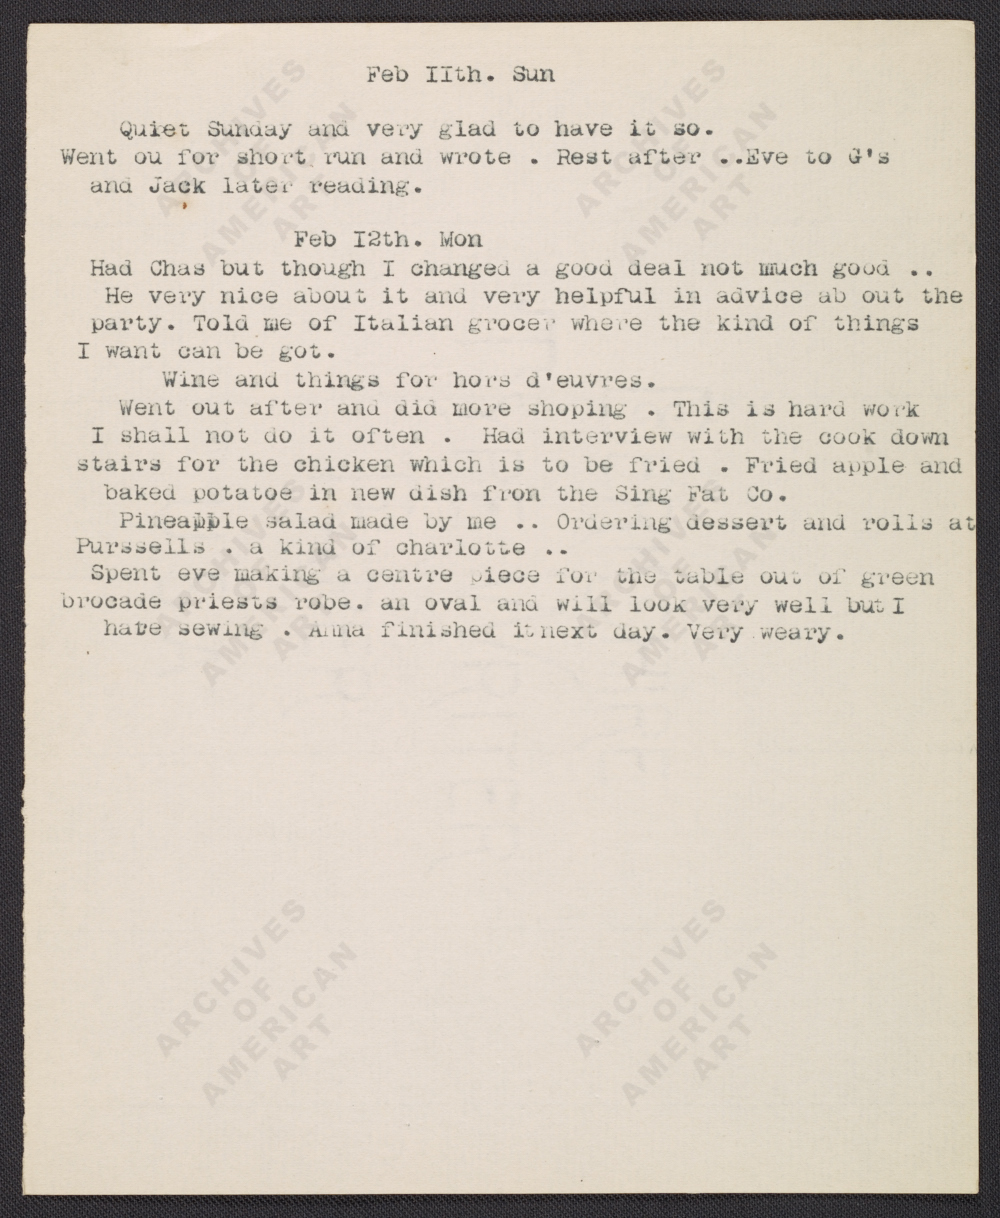 Feb IIth. Sun
Quiet Sunday and very glad to have it so.
Went ou for short run and wrote . Rest after ..Eve to G's
and Jack later reading.
Feb I2th. Mon
Had Chas but though I changed a good deal not much good ..
He very nice about it and very helpful in advice ab out the
party. Told me of Italian grocer where the kind of things
I want can be got.
Wine and things for hors d'euvres.
Went out after and did more shoping . This is hard work
I shall not do it often . Had interview with the cook down
stairs for the chicken which is to be fried . Fried apple and
baked potatoe in new dish fron the Sing Fat Co.
Pineapple salad made by me .. Ordering dessert and rolls at
Purssells . a kind of charlotte ..
Spent eve making a centre piece for the table out of green
brocade priests robe. an oval and will look very well but I
hate sewing . Anna finished it next day. Very weary.
ARCHIVES OF AMERICAN ART
ARCHIVES OF AMERICAN ART
ARCHIVES OF AMERICAN ART
ARCHIVES OF AMERICAN ART
ARCHIVES OF AMERICAN ART
ARCHIVES OF AMERICAN ART